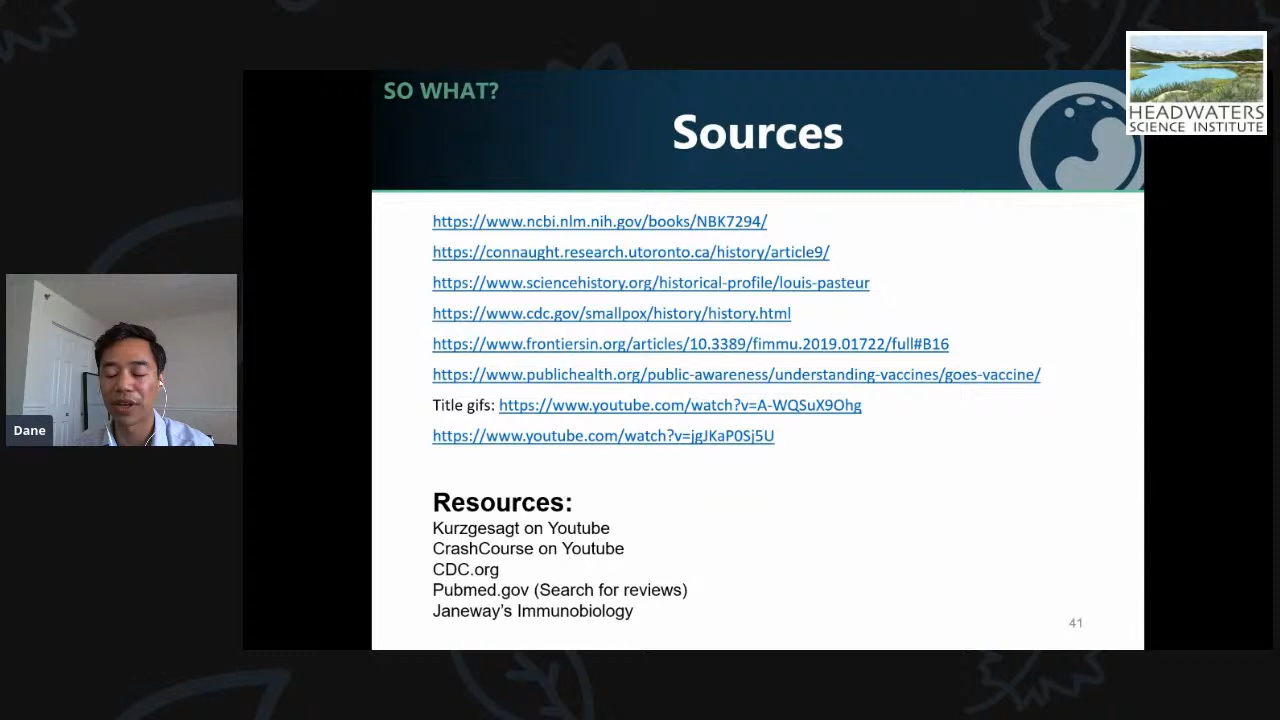 SO WHAT?
Sources
HEADWATERS
SCIENCE INSTITUTE
https://www.ncbi.nlm.nih.gov/books/NBK7294/
https://connaught.research.utoronto.ca/history/article9/
https://www.sciencehistory.org/historical-profile/louis-pasteur
https://www.cdc.gov/smallpox/history/history.html
https://www.frontiersin.org/articles/10.3389/fimmu.2019.01722/full#B16
https://www.publichealth.org/public-awareness/understanding-vaccines/goes-vaccine/
Title gifs: https://www.youtube.com/watch?v=A-WQSuX9Ohg
https://www.youtube.com/watch?v=jgJKaP0Sj5U
Dane
Resources:
Kurzgesagt on Youtube
CrashCourse on Youtube
CDC.org
Pubmed.gov (Search for reviews)
Janeway's Immunobiology
41